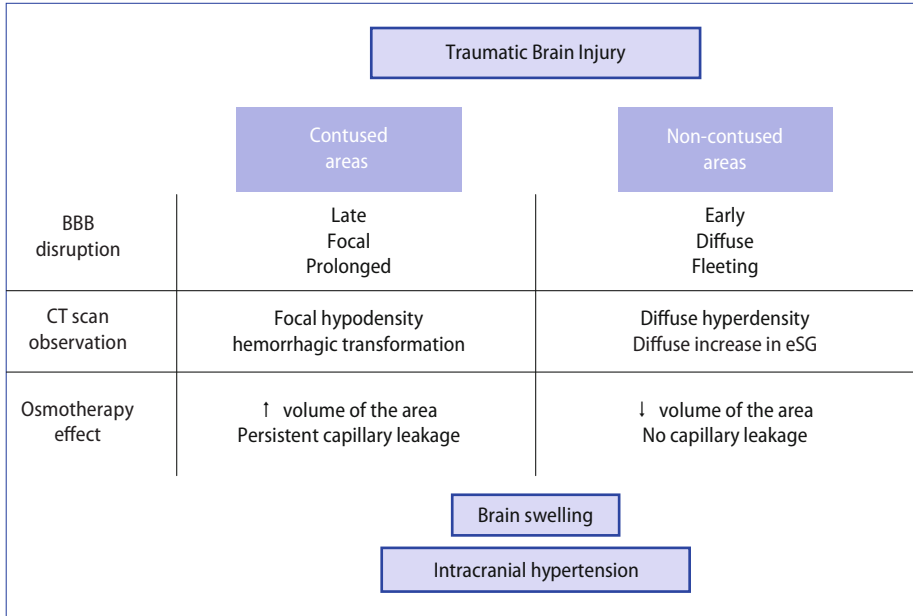 Traumatic Brain Injury
Contused
areas
Non-contused
areas
BBB
disruption
Late
Focal
Prolonged
Early
Diffuse
Fleeting
CT scan
observation
Focal hypodensity
hemorrhagic transformation
Diffuse hyperdensity
Diffuse increase in eSG
Osmotherapy
effect
↑ volume of the area
Persistent capillary leakage
↓ volume of the area
No capillary leakage
Brain swelling
Intracranial hypertension